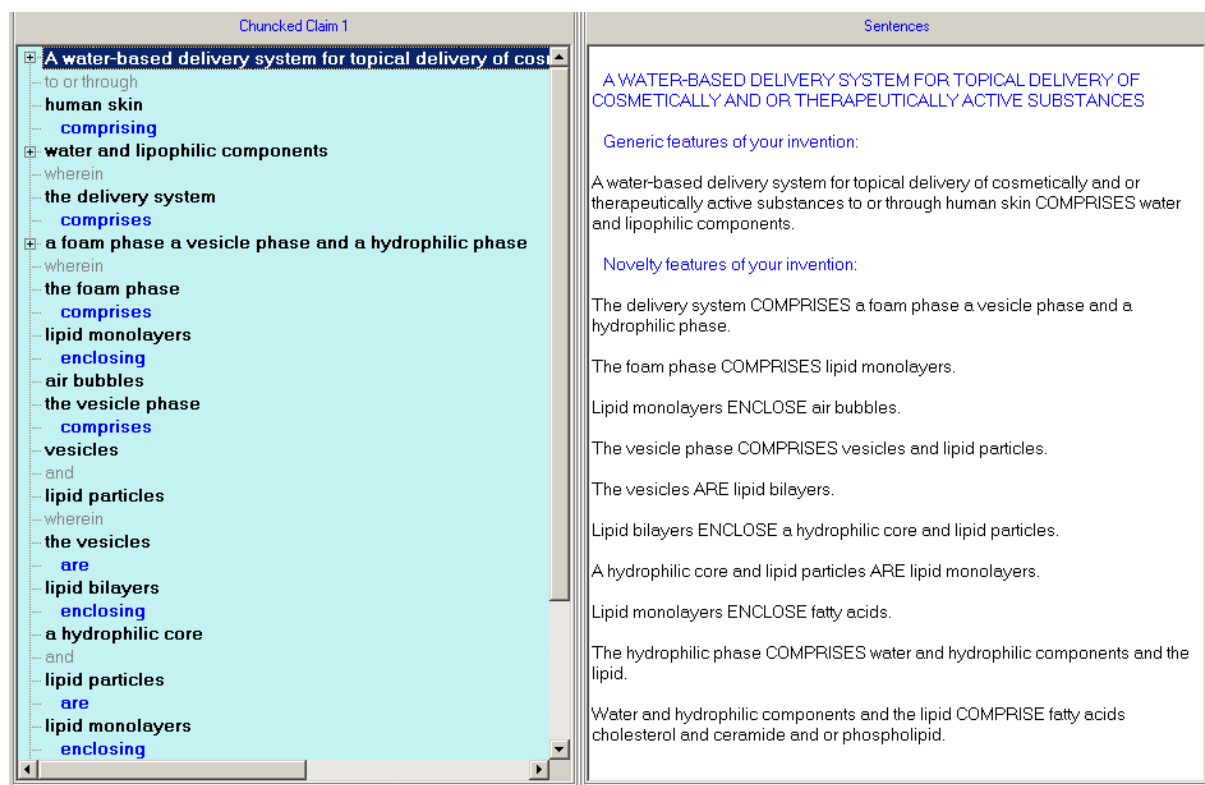 Chuncked Claim 1
A water-based delivery system for topical delivery of
to or through
human skin
comprising
water and lipophilic components
wherein
the delivery system
comprises
a foam phase a vesicle phase and a hydrophilic phase
wherein
the foam phase
comprises
lipid monolayers
enclosing
air bubbles
the vesicle phase
comprises
vesicles
and
lipid particles
wherein
the vesicles
are
lipid bilayers
enclosing
a hydrophilic core
and
lipid particles
are
lipid monolayers
enclosing
Sentences
A WATER-BASED DELIVERY SYSTEM FOR TOPICAL DELIVERY OF
COSMETICALLY AND OR THERAPEUTICALLY ACTIVE SUBSTANCES
Generic features of your invention:
A water-based delivery system for topical delivery of cosmetically and or
therapeutically active substances to or through human skin COMPRISES water
and lipophilic components.
Novelty features of your invention:
The delivery system COMPRISES a foam phase a vesicle phase and a
hydrophilic phase.
The foam phase COMPRISES lipid monolayers.
Lipid monolayers ENCLOSE air bubbles.
The vesicle phase COMPRISES vesicles and lipid particles.
The vesicles ARE lipid bilayers.
Lipid bilayers ENCLOSE a hydrophilic core and lipid particles.
A hydrophilic core and lipid particles ARE lipid monolayers.
Lipid monolayers ENCLOSE fatty acids.
The hydrophilic phase COMPRISES water and hydrophilic components and the
lipid.
Water and hydrophilic components and the lipid COMPRISE fatty acids
cholesterol and ceramide and or phospholipid.